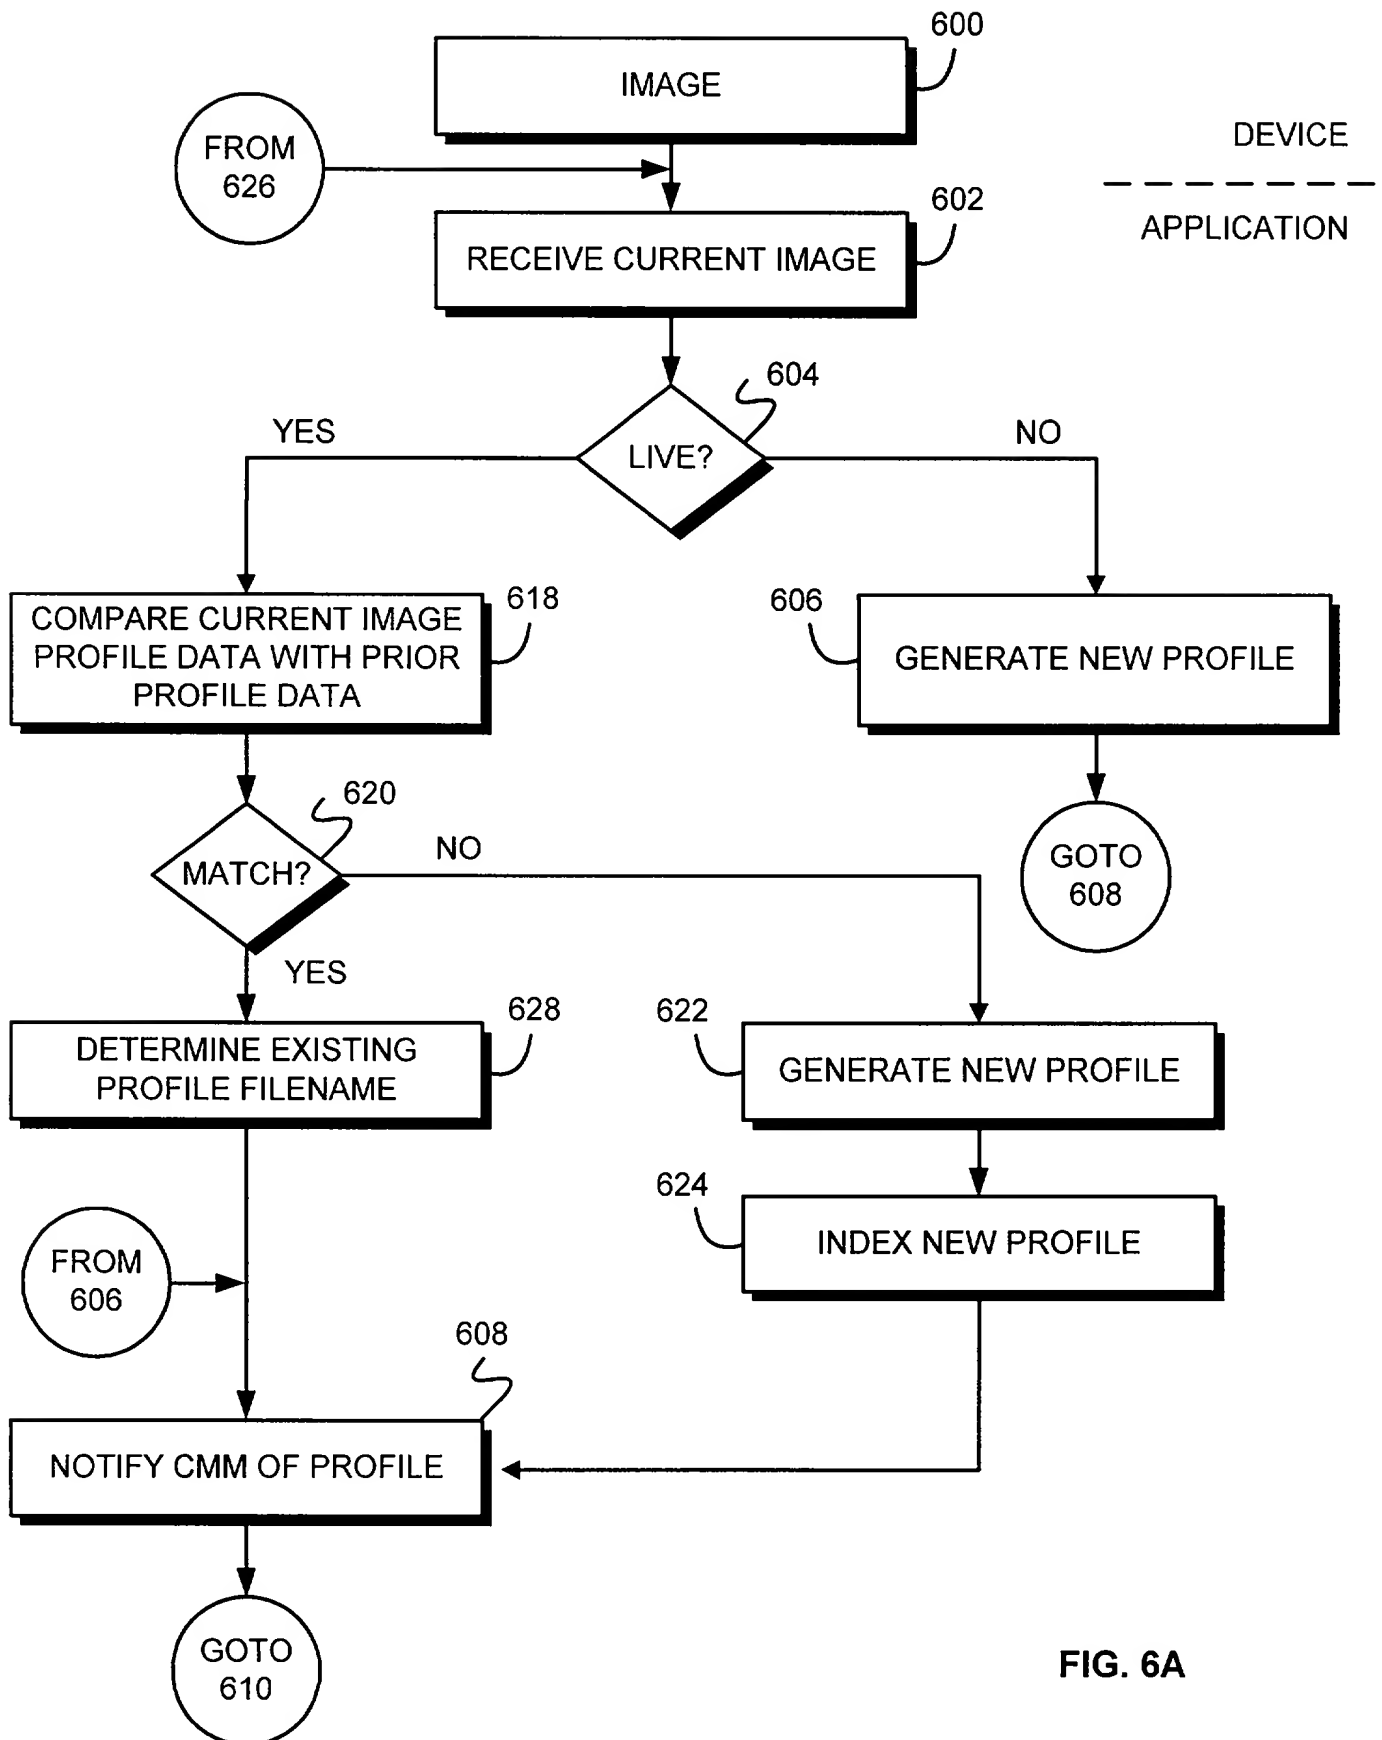 600
IMAGE
DEVICE
FROM
626
602
APPLICATION
RECEIVE CURRENT IMAGE
604
YES
NO
LIVE?
618
606
COMPARE CURRENT IMAGE
PROFILE DATA WITH PRIOR
PROFILE DATA
GENERATE NEW PROFILE
620
NO
MATCH?
GOTO
608
YES
628
622
DETERMINE EXISTING
PROFILE FILENAME
GENERATE NEW PROFILE
624
INDEX NEW PROFILE
FROM
606
608
NOTIFY CMM OF PROFILE
GOTO
610
FIG. 6A